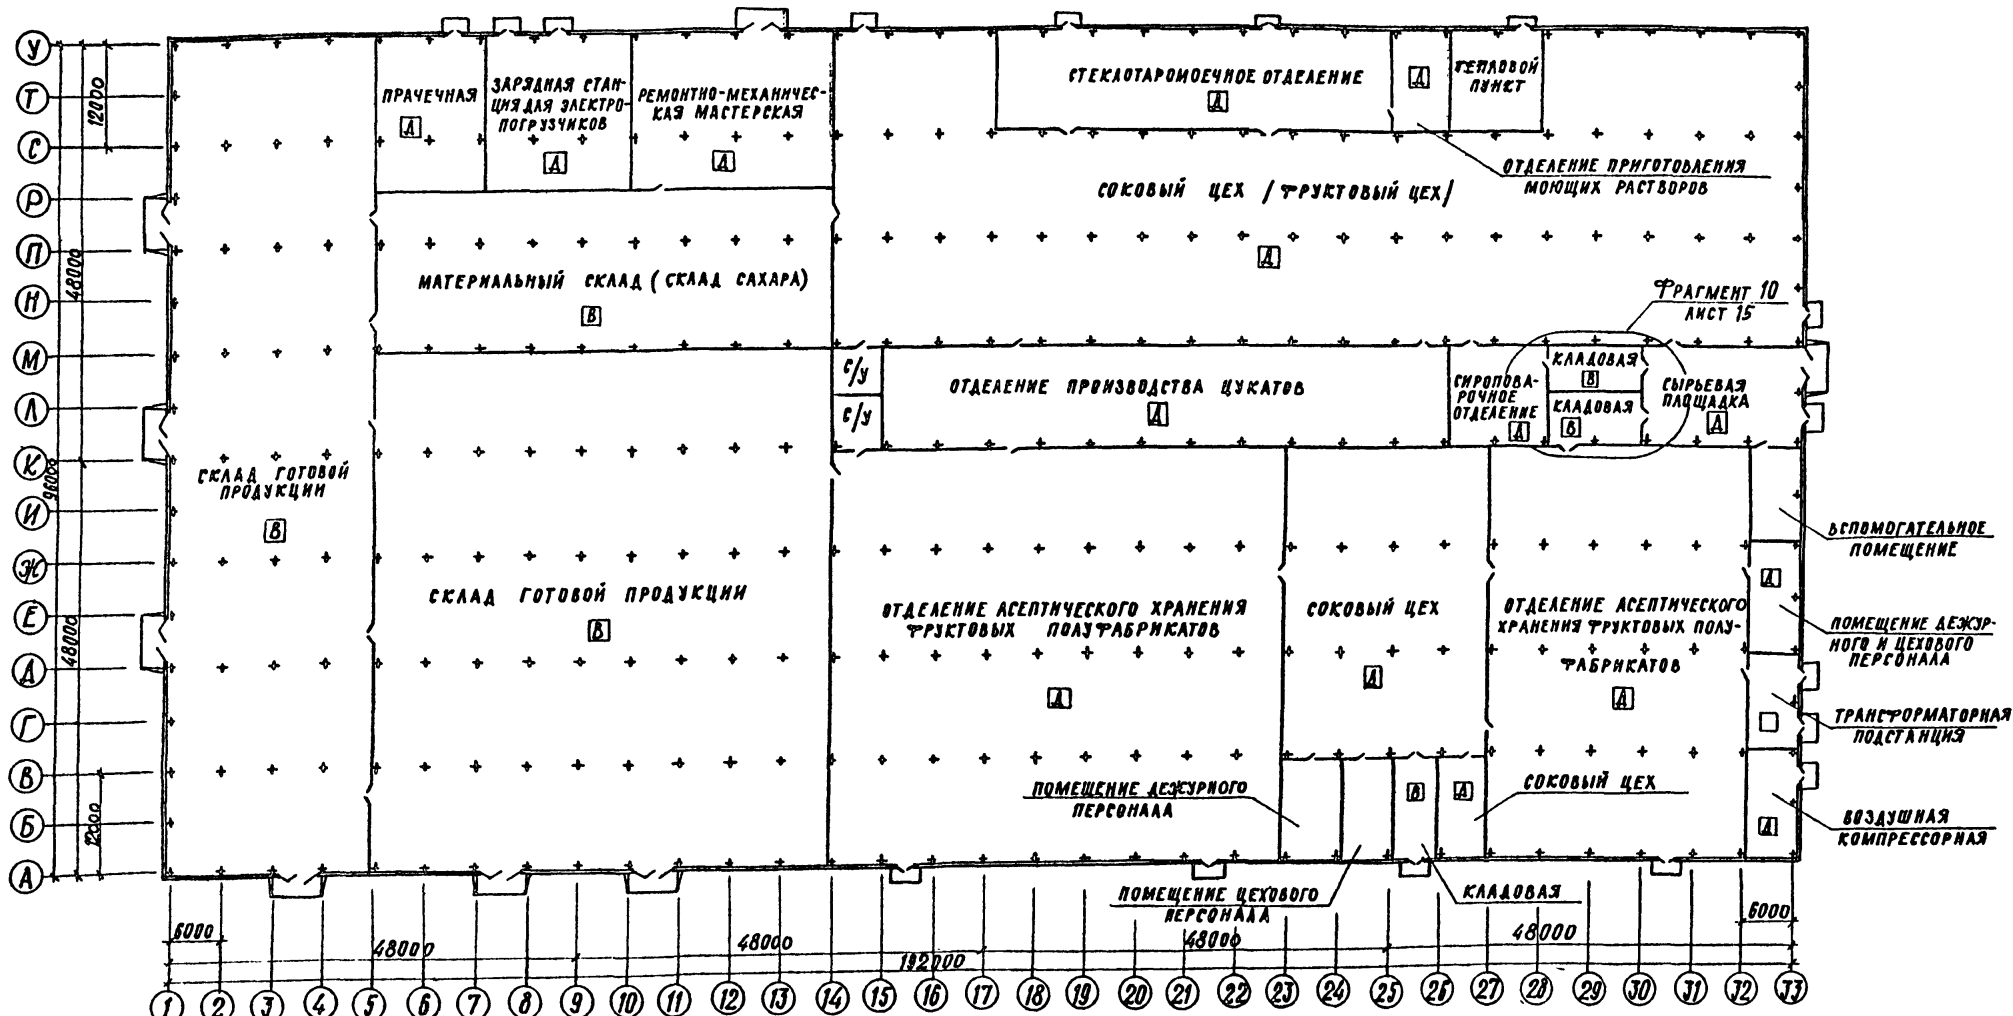 У
Т
С
Р
П
Н
М
Л
К
И
Ж
Е
Д
Г
В
Б
А
12000
48000
96000
48000
12000
ПРАЧЕЧНАЯ
Д
ЗАРЯДНАЯ СТАН-
ЦИЯ ДЛЯ ЭЛЕКТРО-
ПОГРУЗЧИКОВ
Д
РЕМОНТНО-МЕХАНИЧЕС-
КАЯ МАСТЕРСКАЯ
Д
СТЕКЛОТАРОМОЕЧНОЕ ОТДЕЛЕНИЕ
Д
Д
ТЕПЛОВОЙ
ПУНКТ
ОТДЕЛЕНИЕ ПРИГОТОВЛЕНИЯ
МОЮЩИХ РАСТВОРОВ
СОКОВЫЙ ЦЕХ /ФРУКТОВЫЙ ЦЕХ/
Д
МАТЕРИАЛЬНЫЙ СКЛАД (СКЛАД САХАРА)
В
ФРАГМЕНТ 10
ЛИСТ 15
С/У
С/У
ОТДЕЛЕНИЕ ПРОИЗВОДСТВА ЦУКАТОВ
Д
СИРОПОВА-
РОЧНОЕ
ОТДЕЛЕНИЕ
Д
КЛАДОВАЯ
В
КЛАДОВАЯ
В
СЫРЬЕВАЯ
ПЛОЩАДКА
Д
СКЛАД ГОТОВОЙ
ПРОДУКЦИИ
В
СКЛАД ГОТОВОЙ ПРОДУКЦИИ
В
ОТДЕЛЕНИЕ АСЕПТИЧЕСКОГО ХРАНЕНИЯ
ФРУКТОВЫХ ПОЛУФАБРИКАТОВ
Д
СОКОВЫЙ ЦЕХ
Д
ОТДЕЛЕНИЕ АСЕПТИЧЕСКОГО
ХРАНЕНИЯ ФРУКТОВЫХ ПОЛУ-
ФАБРИКАТОВ
Д
ВСПОМОГАТЕЛЬНОЕ
ПОМЕЩЕНИЕ
Д
ПОМЕЩЕНИЕ ДЕЖУР-
НОГО И ЦЕХОВОГО
ПЕРСОНАЛА
ТРАНСФОРМАТОРНАЯ
ПОДСТАНЦИЯ
Д
ВОЗДУШНАЯ
КОМПРЕССОРНАЯ
ПОМЕЩЕНИЕ ДЕЖУРНОГО
ПЕРСОНАЛА
В
Д
СОКОВЫЙ ЦЕХ
ПОМЕЩЕНИЕ ЦЕХОВОГО
ПЕРСОНАЛА
КЛАДОВАЯ
6000
48000
48000
48000
48000
6000
192000
1 2 3 4 5 6 7 8 9 10 11 12 13 14 15 16 17 18 19 20 21 22 23 24 25 26 27 28 29 30 31 32 33